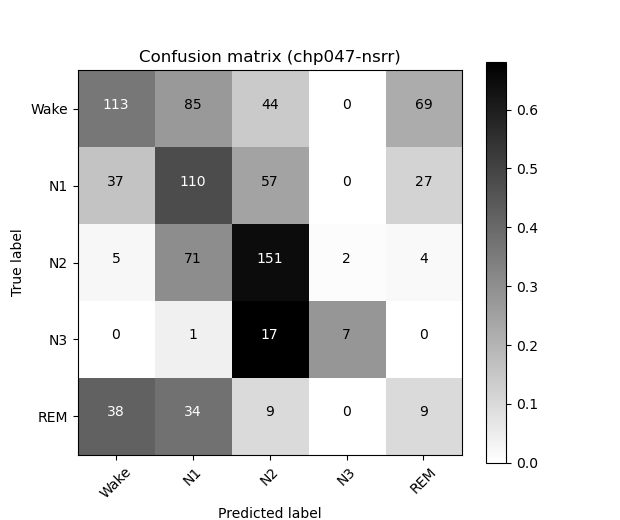 Confusion matrix (chp047-nsrr)
Wake 113 85 44 0 69
N1 37 110 57 0 27
N2 5 71 151 2 4
N3 0 1 17 7 0
REM 38 34 9 0 9
Wake N1 N2 N3 REM
True label
Predicted label
0.6
0.5
0.4
0.3
0.2
0.1
0.0